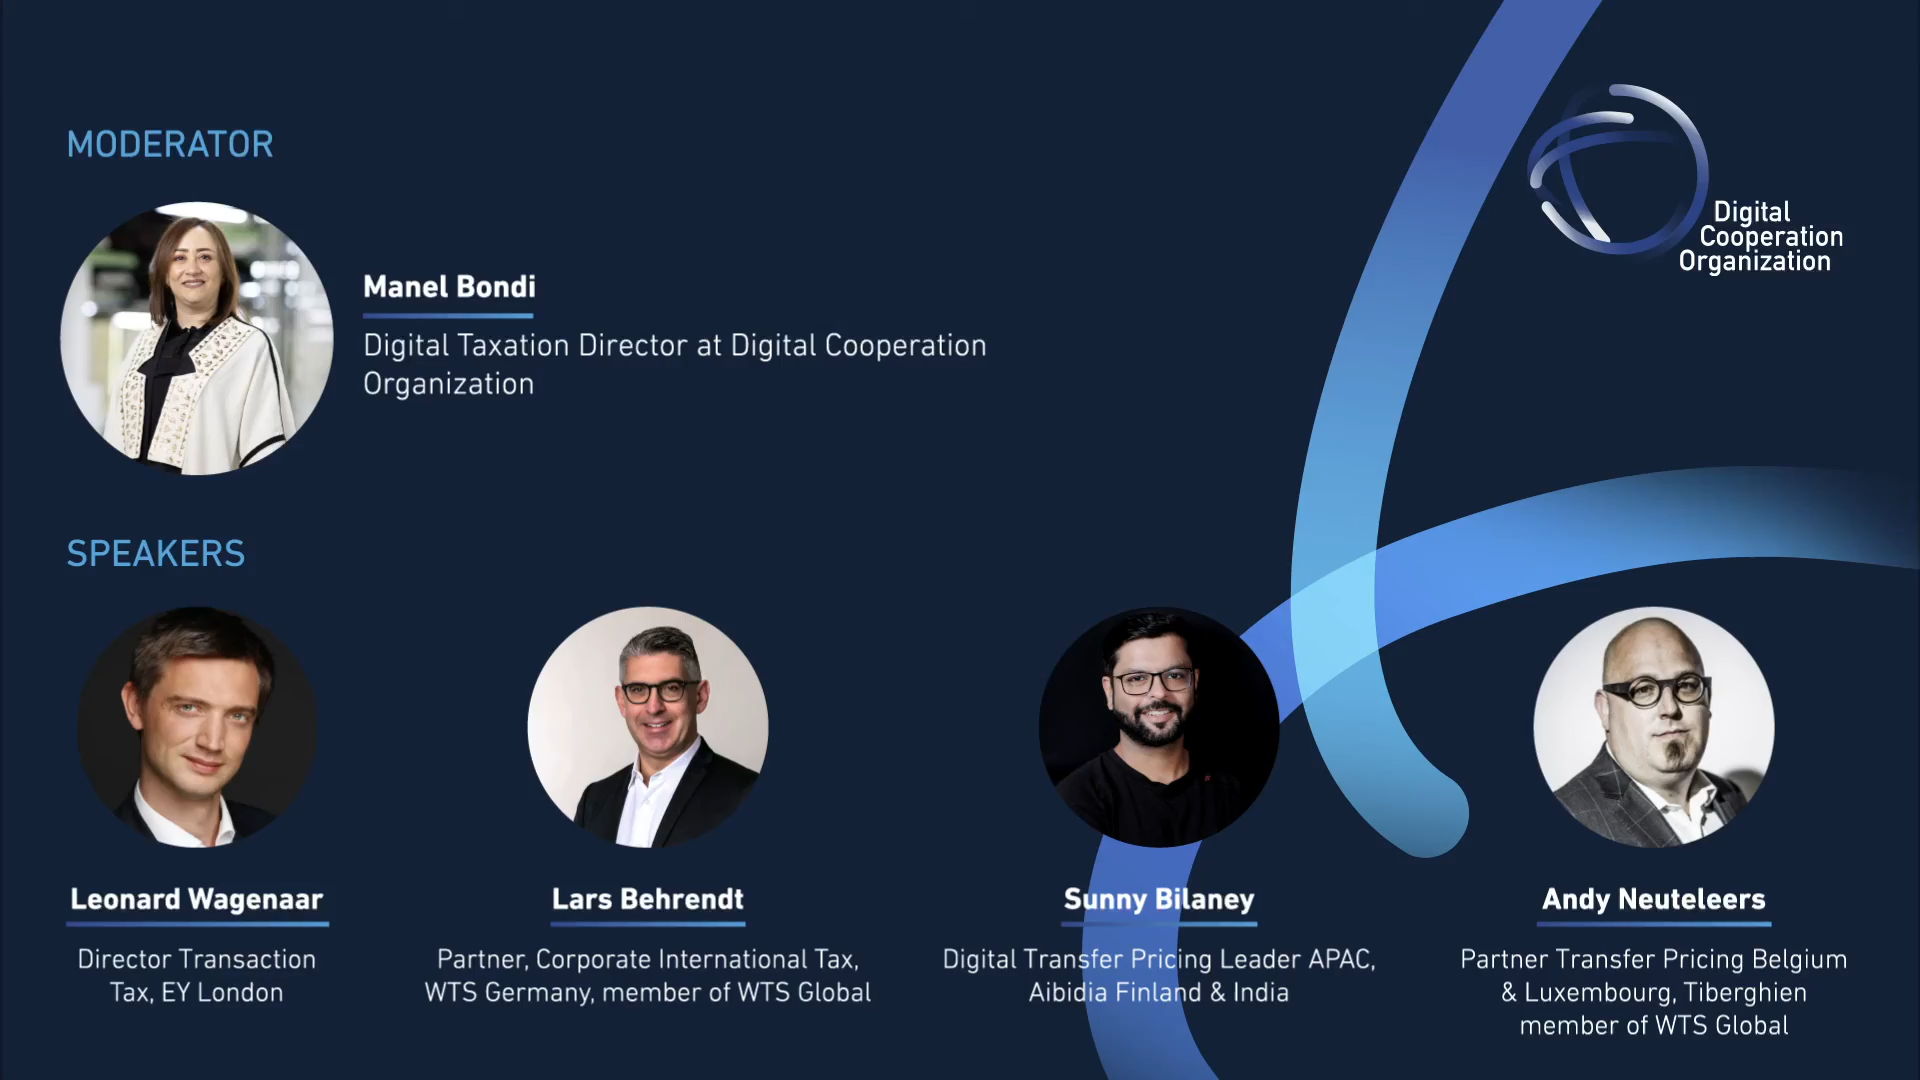 MODERATOR
Digital
Cooperation
Organization
Manel Bondi
Digital Taxation Director at Digital Cooperation
Organization
SPEAKERS
Leonard Wagenaar
Director Transaction
Tax, EY London
Lars Behrendt
Partner, Corporate International Tax,
WTS Germany, member of WTS Global
Sunny Bilaney
Digital Transfer Pricing Leader APAC,
Aibidia Finland & India
Andy Neuteleers
Partner Transfer Pricing Belgium
& Luxembourg, Tiberghien
member of WTS Global